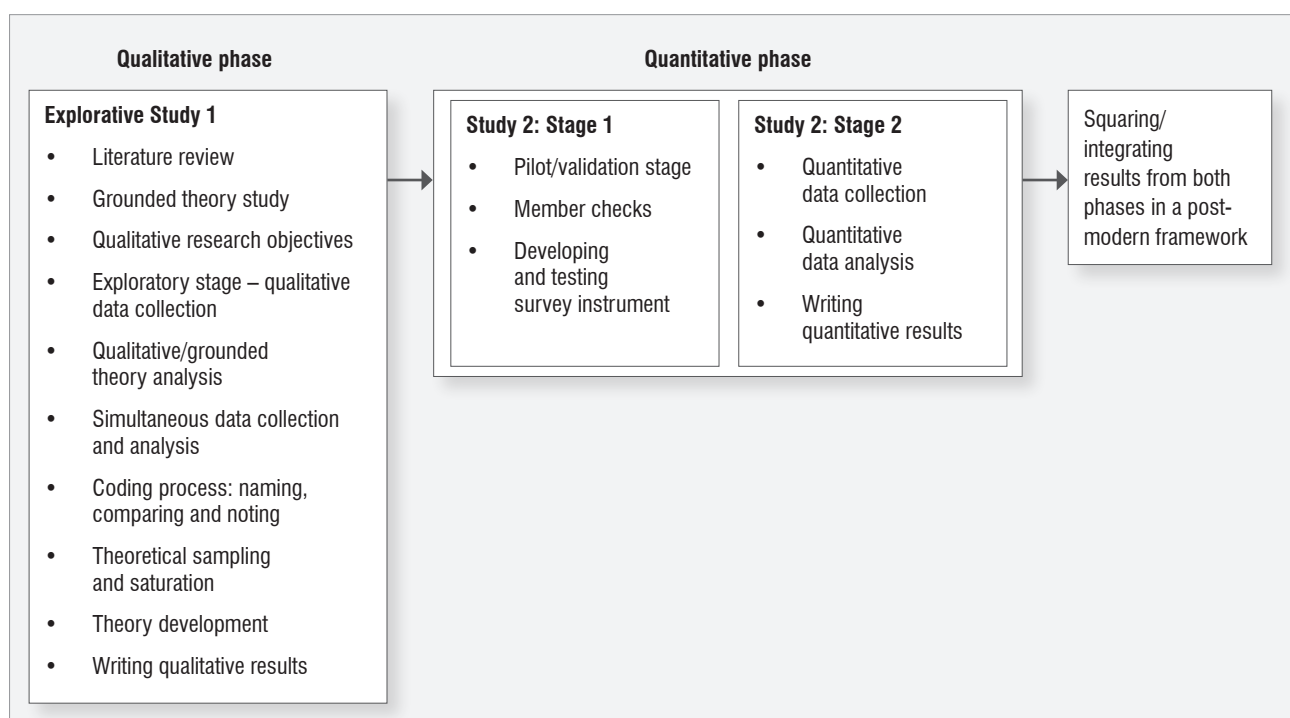 Qualitative phase
Explorative Study 1
• Literature review
• Grounded theory study
• Qualitative research objectives
• Exploratory stage – qualitative
data collection
• Qualitative/grounded
theory analysis
• Simultaneous data collection
and analysis
• Coding process: naming,
comparing and noting
• Theoretical sampling
and saturation
• Theory development
• Writing qualitative results
Quantitative phase
Study 2: Stage 1
• Pilot/validation stage
• Member checks
• Developing
and testing
survey instrument
Study 2: Stage 2
• Quantitative
data collection
• Quantitative
data analysis
• Writing
quantitative results
Squaring/
integrating
results from both
phases in a post-
modern framework